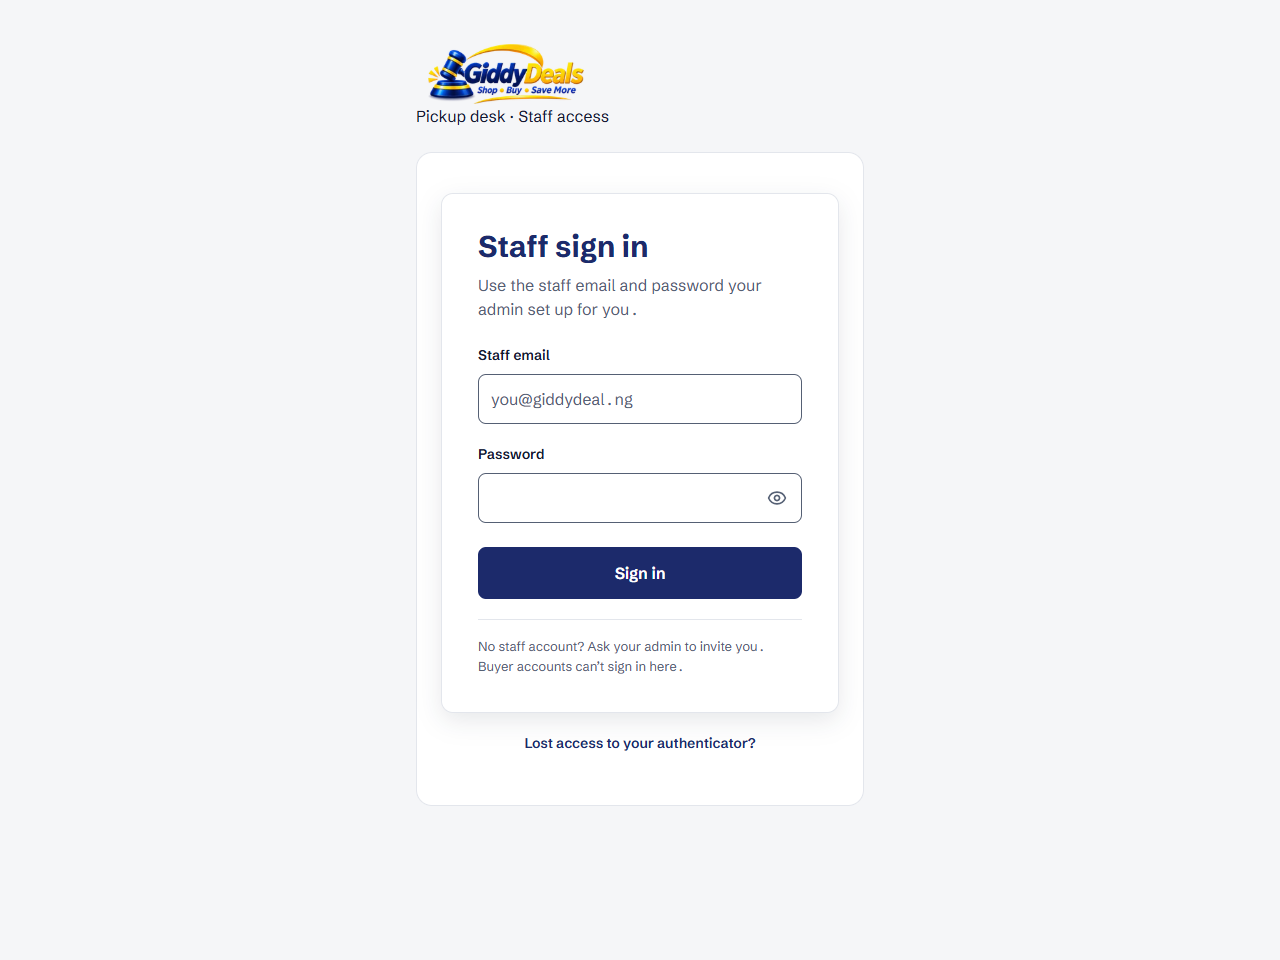 GiddyDeals
Shop • Buy • Save More
Pickup desk · Staff access
Staff sign in
Use the staff email and password your
admin set up for you.
Staff email
you@giddydeal.ng
Password
Sign in
No staff account? Ask your admin to invite you.
Buyer accounts can’t sign in here.
Lost access to your authenticator?